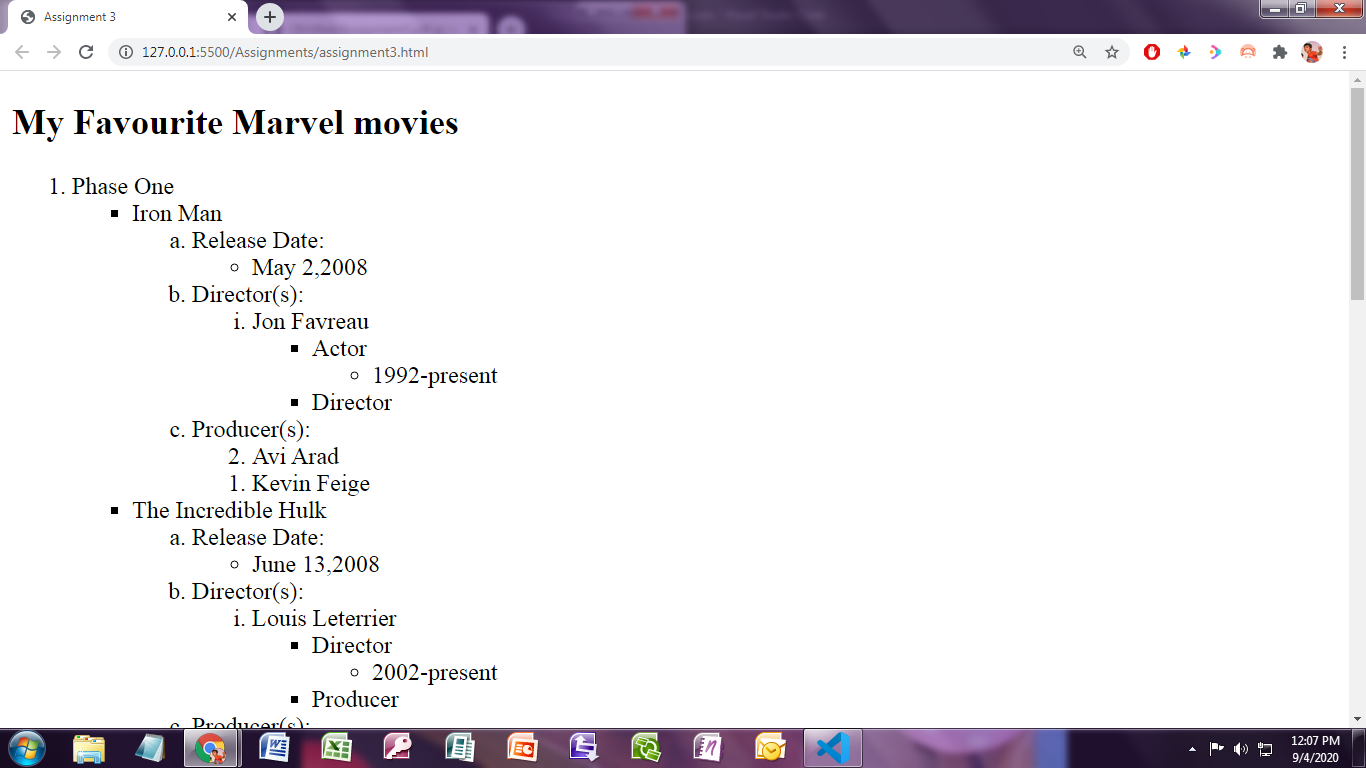 Assignment 3
127.0.0.1:5500/Assignments/assignment3.html
My Favourite Marvel movies
1. Phase One
▪ Iron Man
a. Release Date:
◦ May 2,2008
b. Director(s):
i. Jon Favreau
▪ Actor
◦ 1992-present
▪ Director
c. Producer(s):
2. Avi Arad
1. Kevin Feige
▪ The Incredible Hulk
a. Release Date:
◦ June 13,2008
b. Director(s):
i. Louis Leterrier
▪ Director
◦ 2002-present
▪ Producer
c. Producer(s):
12:07 PM
9/4/2020